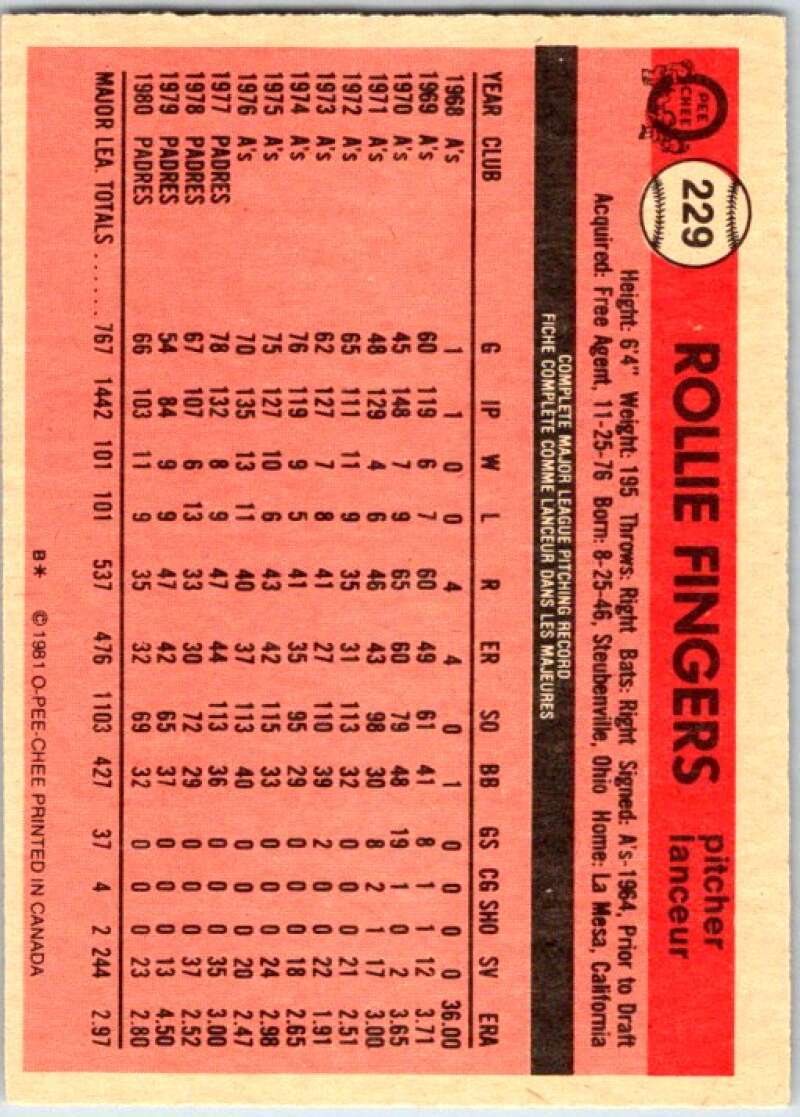 PEE
CHEE
229
ROLLIE FINGERS
pitcher
lanceur
Height: 6'4" Weight: 195 Throws: Right Bats: Right Signed: A's-1964, Prior to Draft
Acquired: Free Agent, 11-25-76 Born: 8-25-46, Steubenville, Ohio Home: La Mesa, California
COMPLETE MAJOR LEAGUE PITCHING RECORD
FICHE COMPLETE COMME LANCEUR DANS LES MAJEURES
YEAR CLUB G IP W L R ER SO BB GS CG SHO SV ERA
1968 A's 1 1 0 0 4 4 0 1 0 0 0 0 36.00
1969 A's 60 119 6 7 60 49 61 41 8 1 1 12 3.71
1970 A's 45 148 7 9 65 60 79 48 19 1 0 2 3.65
1971 A's 48 129 4 6 46 43 98 30 8 2 1 17 3.00
1972 A's 65 111 11 9 35 31 113 32 0 0 0 21 2.51
1973 A's 62 127 7 8 41 27 110 39 2 0 0 22 1.91
1974 A's 76 119 9 5 41 35 95 29 0 0 0 18 2.65
1975 A's 75 127 10 6 43 42 115 33 0 0 0 24 2.98
1976 A's 70 135 13 11 40 37 113 40 0 0 0 20 2.47
1977 PADRES 78 132 8 9 47 44 113 36 0 0 0 35 3.00
1978 PADRES 67 107 6 13 33 30 72 29 0 0 0 37 2.52
1979 PADRES 54 84 9 9 47 42 65 37 0 0 0 13 4.50
1980 PADRES 66 103 11 9 35 32 69 32 0 0 0 23 2.80
MAJOR LEA. TOTALS ....... 767 1442 101 101 537 476 1103 427 37 4 2 244 2.97
B* ©1981 O-PEE-CHEE PRINTED IN CANADA